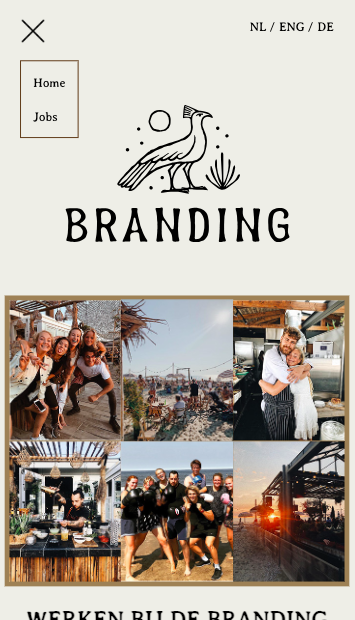 NL / ENG / DE
Home
Jobs
BRANDING
WERKEN BIJ DE BRANDING